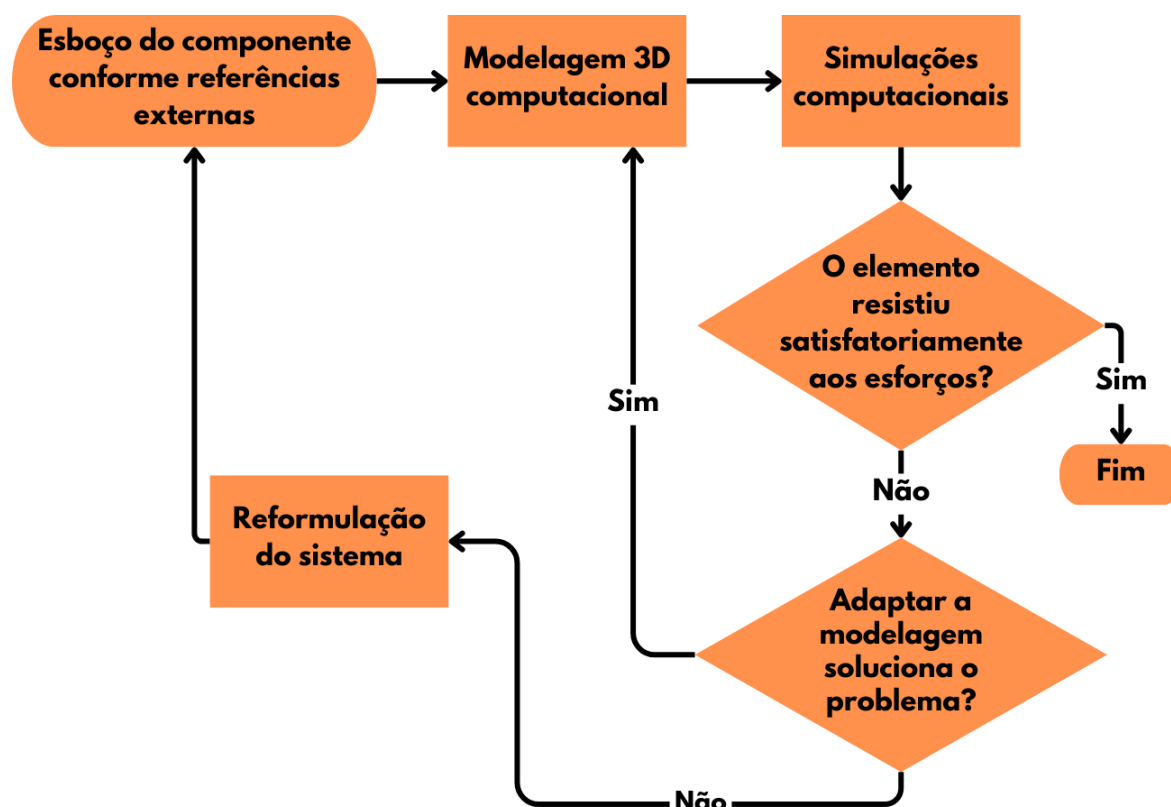 Esboço do componente
conforme referências
externas
Modelagem 3D
computacional
Simulações
computacionais
O elemento
resistiu
satisfatoriamente
aos esforços?
Sim
Fim
Não
Sim
Adaptar a
modelagem
soluciona o
problema?
Não
Reformulação
do sistema